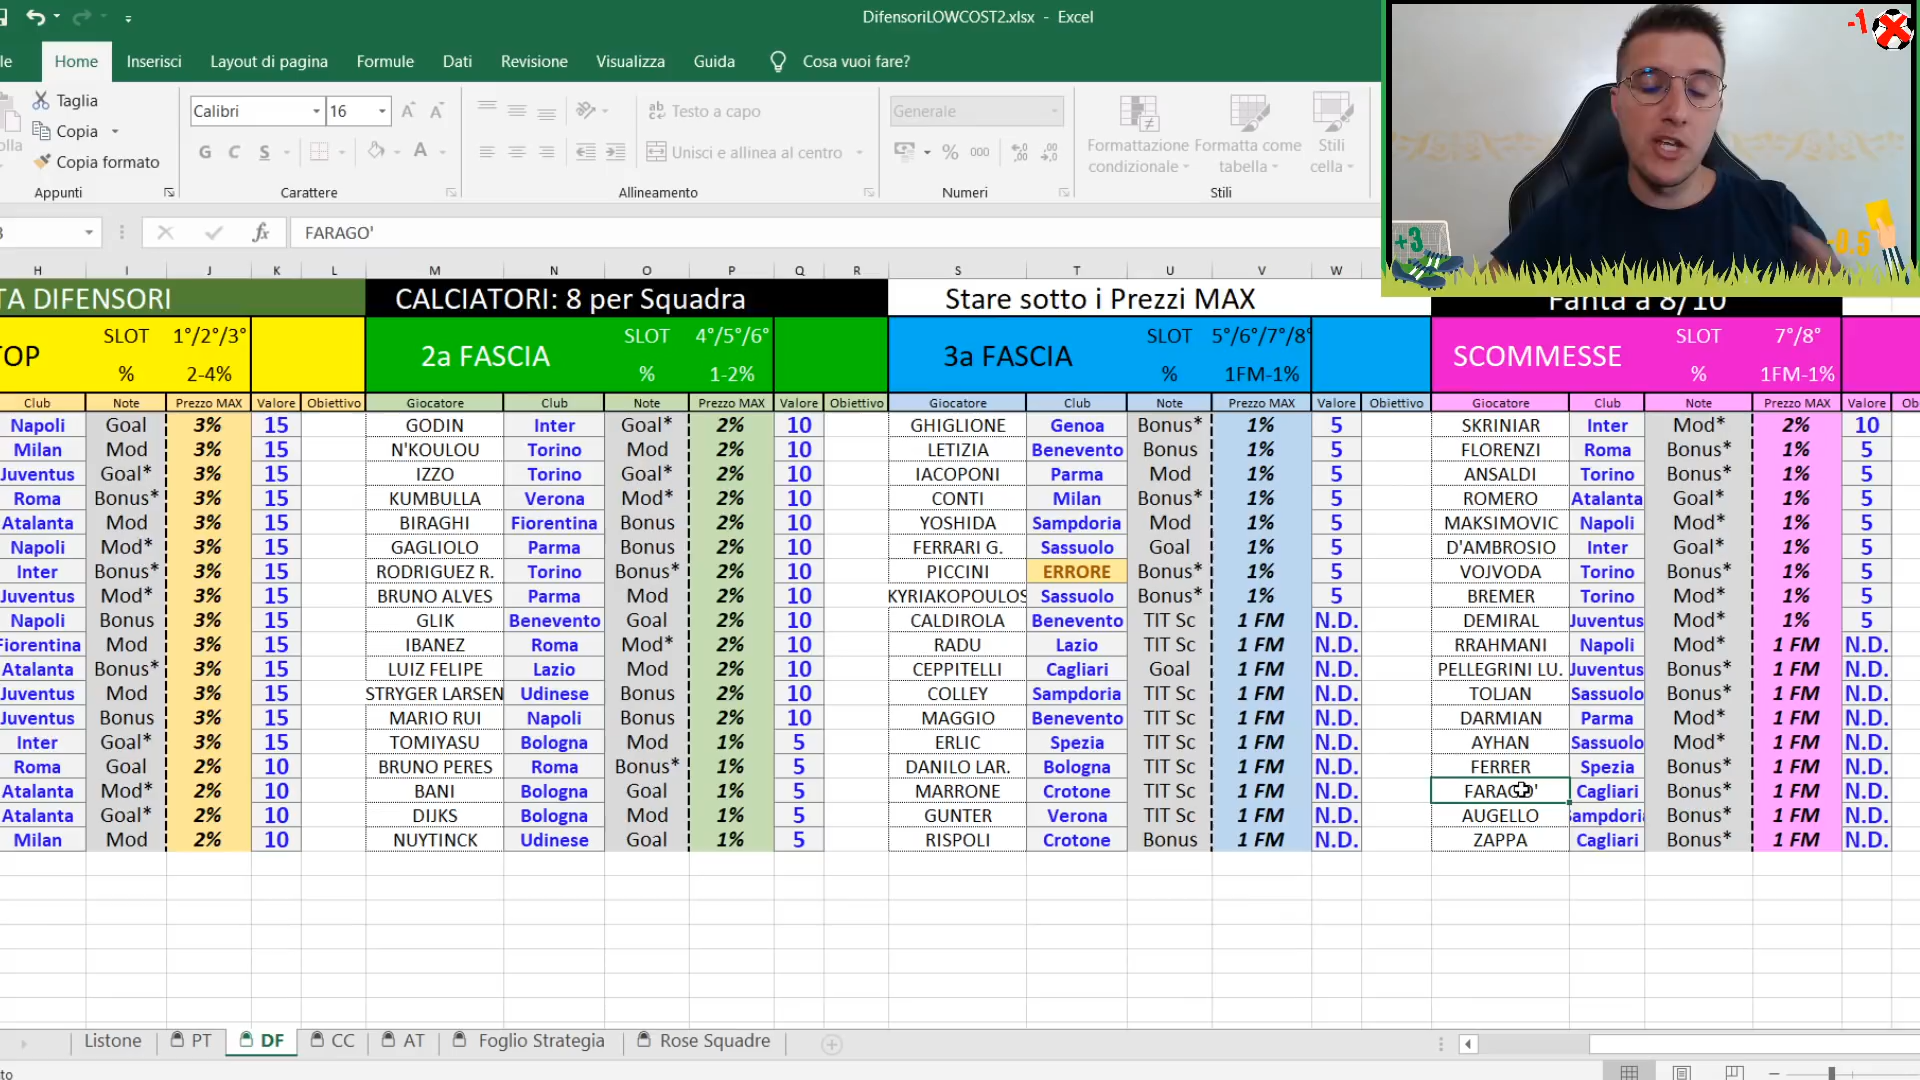 DifensoriLOWCOST2.xlsx - Excel
le Home Inserisci Layout di pagina Formule Dati Revisione Visualizza Guida Cosa vuoi fare?
Taglia
Copia
Copia formato
olla
Appunti
Calibri 16
G C S
Carattere
Testo a capo
Unisci e allinea al centro
Allineamento
Generale
% 000
Numeri
Formattazione condizionale
Formatta come tabella
Stili cella
Stili
-1
+3
-0.5
3 fx FARAGO'
H I J K L M N O P Q R S T U V W
TA DIFENSORI CALCIATORI: 8 per Squadra Stare sotto i Prezzi MAX Fanta a 8/10
TOP SLOT 1°/2°/3° 2a FASCIA SLOT 4°/5°/6° 3a FASCIA SLOT 5°/6°/7°/8° SCOMMESSE SLOT 7°/8°
% 2-4% % 1-2% % 1FM-1% % 1FM-1%
Club Note Prezzo MAX Valore Obiettivo Giocatore Club Note Prezzo MAX Valore Obiettivo Giocatore Club Note Prezzo MAX Valore Obiettivo Giocatore Club Note Prezzo MAX Valore Ob
Napoli Goal 3% 15 GODIN Inter Goal* 2% 10 GHIGLIONE Genoa Bonus* 1% 5 SKRINIAR Inter Mod* 2% 10
Milan Mod 3% 15 N'KOULOU Torino Mod 2% 10 LETIZIA Benevento Bonus 1% 5 FLORENZI Roma Bonus* 1% 5
Juventus Goal* 3% 15 IZZO Torino Goal* 2% 10 IACOPONI Parma Mod 1% 5 ANSALDI Torino Bonus* 1% 5
Roma Bonus* 3% 15 KUMBULLA Verona Mod* 2% 10 CONTI Milan Bonus* 1% 5 ROMERO Atalanta Goal* 1% 5
Atalanta Mod 3% 15 BIRAGHI Fiorentina Bonus 2% 10 YOSHIDA Sampdoria Mod 1% 5 MAKSIMOVIC Napoli Mod* 1% 5
Napoli Mod* 3% 15 GAGLIOLO Parma Bonus 2% 10 FERRARI G. Sassuolo Goal 1% 5 D'AMBROSIO Inter Goal* 1% 5
Inter Bonus* 3% 15 RODRIGUEZ R. Torino Bonus* 2% 10 PICCINI ERRORE Bonus* 1% 5 VOJVODA Torino Bonus* 1% 5
Juventus Mod* 3% 15 BRUNO ALVES Parma Mod 2% 10 KYRIAKOPOULOS Sassuolo Bonus* 1% 5 BREMER Torino Mod* 1% 5
Napoli Bonus 3% 15 GLIK Benevento Goal 2% 10 CALDIROLA Benevento TIT Sc 1 FM N.D. DEMIRAL Juventus Mod* 1% 5
Fiorentina Mod 3% 15 IBANEZ Roma Mod* 2% 10 RADU Lazio TIT Sc 1 FM N.D. RRAHMANI Napoli Mod* 1 FM N.D.
Atalanta Bonus* 3% 15 LUIZ FELIPE Lazio Mod 2% 10 CEPPITELLI Cagliari Goal 1 FM N.D. PELLEGRINI LU. Juventus Bonus* 1 FM N.D.
Juventus Mod 3% 15 STRYGER LARSEN Udinese Bonus 2% 10 COLLEY Sampdoria TIT Sc 1 FM N.D. TOLJAN Sassuolo Bonus* 1 FM N.D.
Juventus Bonus 3% 15 MARIO RUI Napoli Bonus 2% 10 MAGGIO Benevento TIT Sc 1 FM N.D. DARMIAN Parma Mod* 1 FM N.D.
Inter Goal* 3% 15 TOMIYASU Bologna Mod 1% 5 ERLIC Spezia TIT Sc 1 FM N.D. AYHAN Sassuolo Mod* 1 FM N.D.
Roma Goal 2% 10 BRUNO PERES Roma Bonus* 1% 5 DANILO LAR. Bologna TIT Sc 1 FM N.D. FERRER Spezia Bonus* 1 FM N.D.
Atalanta Mod* 2% 10 BANI Bologna Goal 1% 5 MARRONE Crotone TIT Sc 1 FM N.D. FARAGO' Cagliari Bonus* 1 FM N.D.
Atalanta Goal* 2% 10 DIJKS Bologna Mod 1% 5 GUNTER Verona TIT Sc 1 FM N.D. AUGELLO ampdoria Bonus* 1 FM N.D.
Milan Mod 2% 10 NUYTINCK Udinese Goal 1% 5 RISPOLI Crotone Bonus 1 FM N.D. ZAPPA Cagliari Bonus* 1 FM N.D.
Listone PT DF CC AT Foglio Strategia Rose Squadre
to